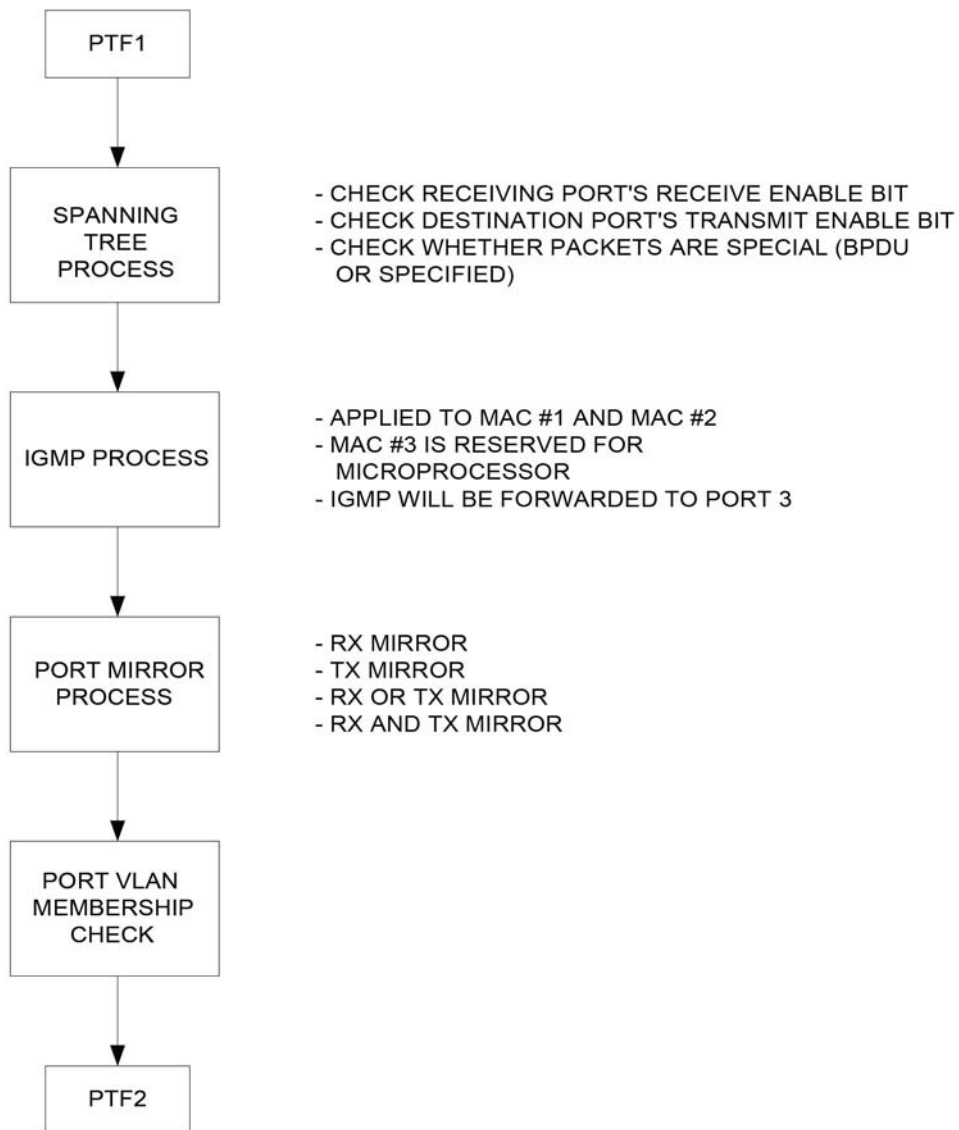 PTF1
SPANNING
TREE
PROCESS
- CHECK RECEIVING PORT'S RECEIVE ENABLE BIT
- CHECK DESTINATION PORT'S TRANSMIT ENABLE BIT
- CHECK WHETHER PACKETS ARE SPECIAL (BPDU
OR SPECIFIED)
IGMP PROCESS
- APPLIED TO MAC #1 AND MAC #2
- MAC #3 IS RESERVED FOR
MICROPROCESSOR
- IGMP WILL BE FORWARDED TO PORT 3
PORT MIRROR
PROCESS
- RX MIRROR
- TX MIRROR
- RX OR TX MIRROR
- RX AND TX MIRROR
PORT VLAN
MEMBERSHIP
CHECK
PTF2